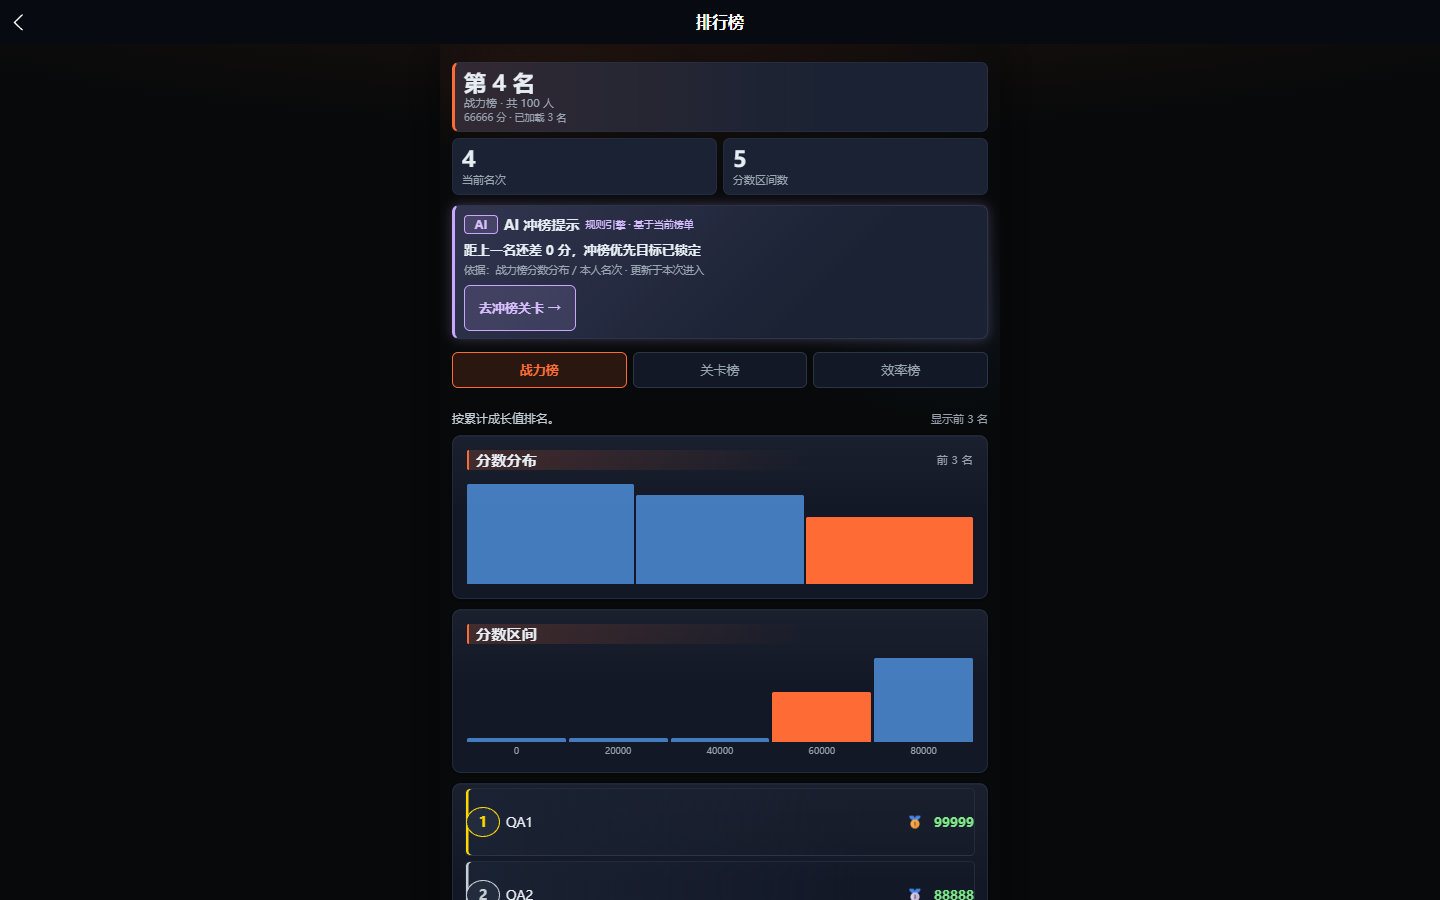 排行榜
第 4 名
战力榜 · 共 100 人
66666 分 · 已加载 3 名
4
当前名次
5
分数区间数
AI AI 冲榜提示 规则引擎 · 基于当前榜单
距上一名还差 0 分，冲榜优先目标已锁定
依据：战力榜分数分布 / 本人名次 · 更新于本次进入
去冲榜关卡 →
战力榜 关卡榜 效率榜
按累计成长值排名。 显示前 3 名
分数分布 前 3 名
分数区间
0 20000 40000 60000 80000
1 QA1 99999
2 QA2 88888